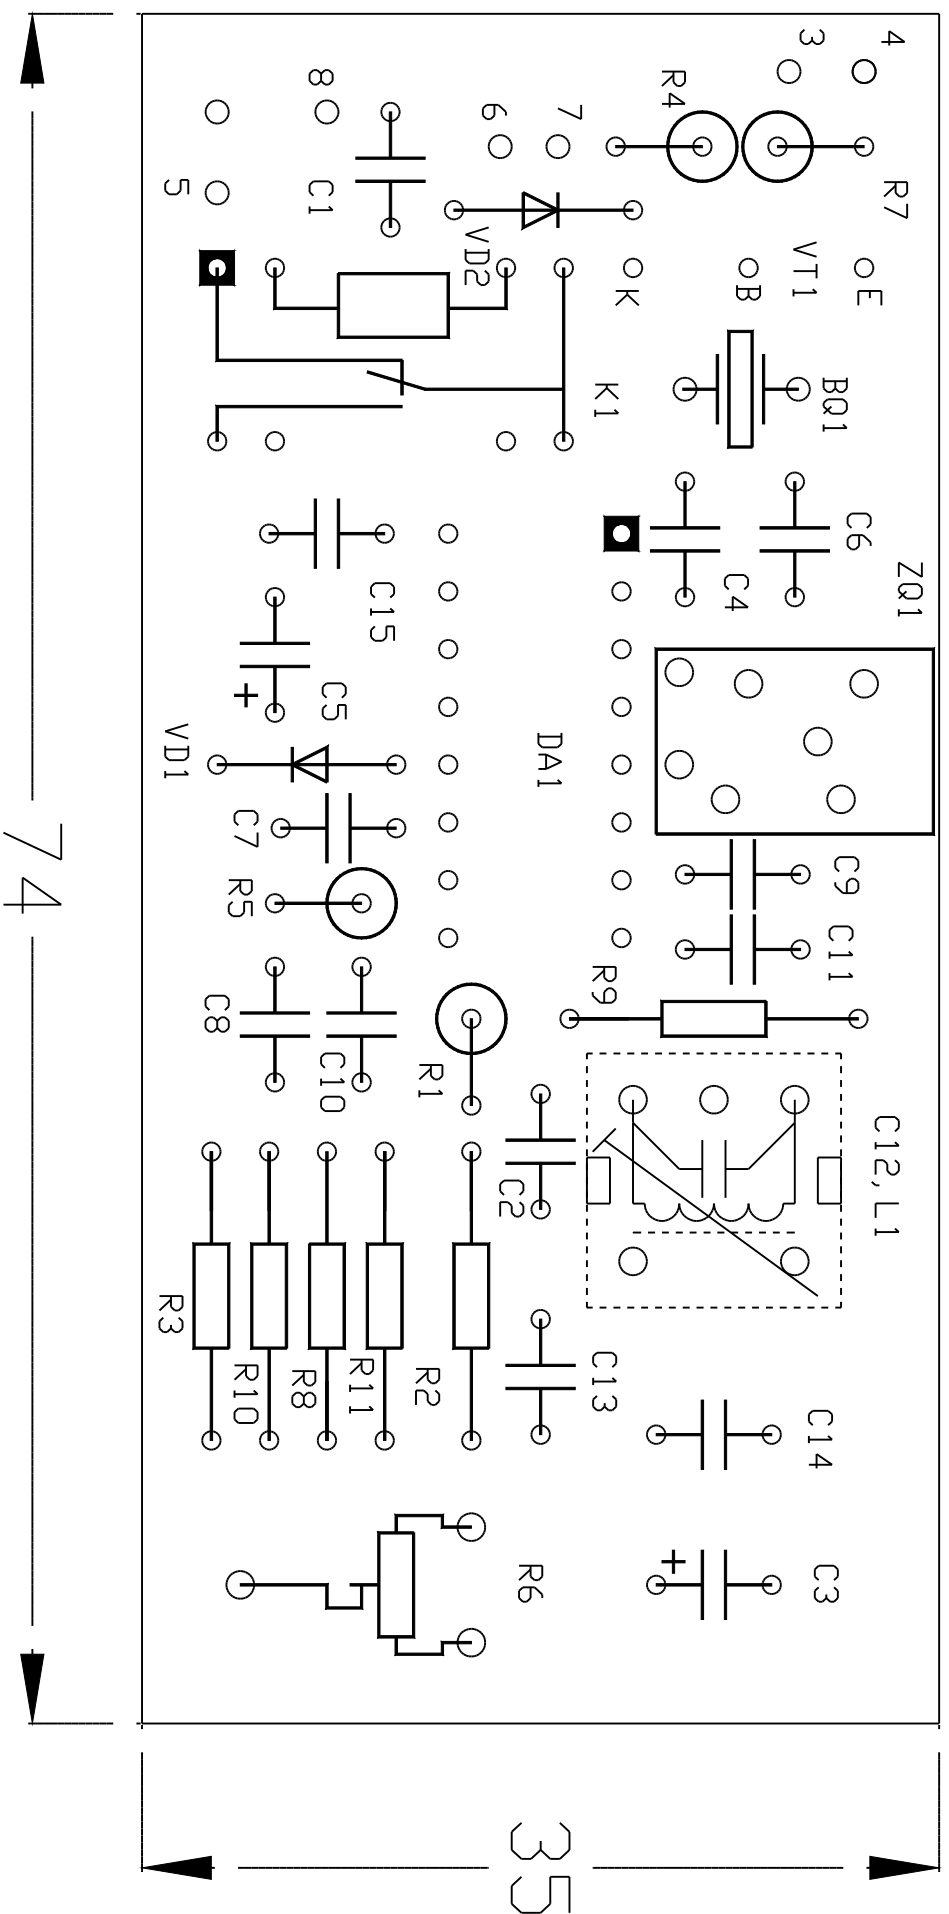 3
4
8
R4
6
7
5
C1
R7
VD2
VT1
K
B
E
K1
BQ1
C6
ZQ1
C4
C15
C5
VD1
DA1
C7
74
R5
C9
C11
R9
C8
C10
R1
C12,L1
C2
R3
R10
R8
R11
R2
C13
C14
R6
C3
35
+
+